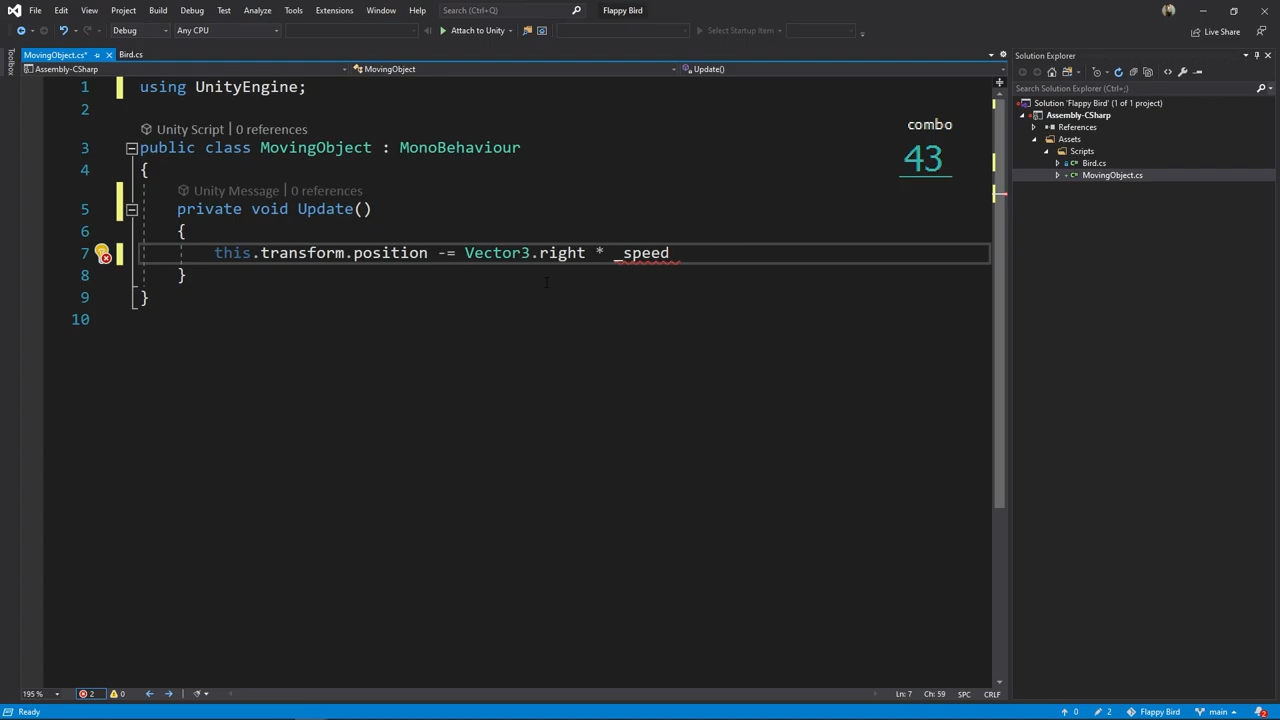 File Edit View Project Build Debug Test Analyze Tools Extensions Window Help Search (Ctrl+Q) Flappy Bird
Debug Any CPU Attach to Unity Select Startup Item Live Share
Toolbox
MovingObject.cs* Bird.cs
Assembly-CSharp MovingObject Update()
1 using UnityEngine;
2
Unity Script | 0 references
3 public class MovingObject : MonoBehaviour
4 {
Unity Message | 0 references
5 private void Update()
6 {
7 this.transform.position -= Vector3.right * _speed
8 }
9 }
10
combo
43
Solution Explorer
Search Solution Explorer (Ctrl+;)
Solution 'Flappy Bird' (1 of 1 project)
Assembly-CSharp
References
Assets
Scripts
Bird.cs
MovingObject.cs
195 % 2 0 Ln: 7 Ch: 59 SPC CRLF
Ready 0 2 Flappy Bird main 2